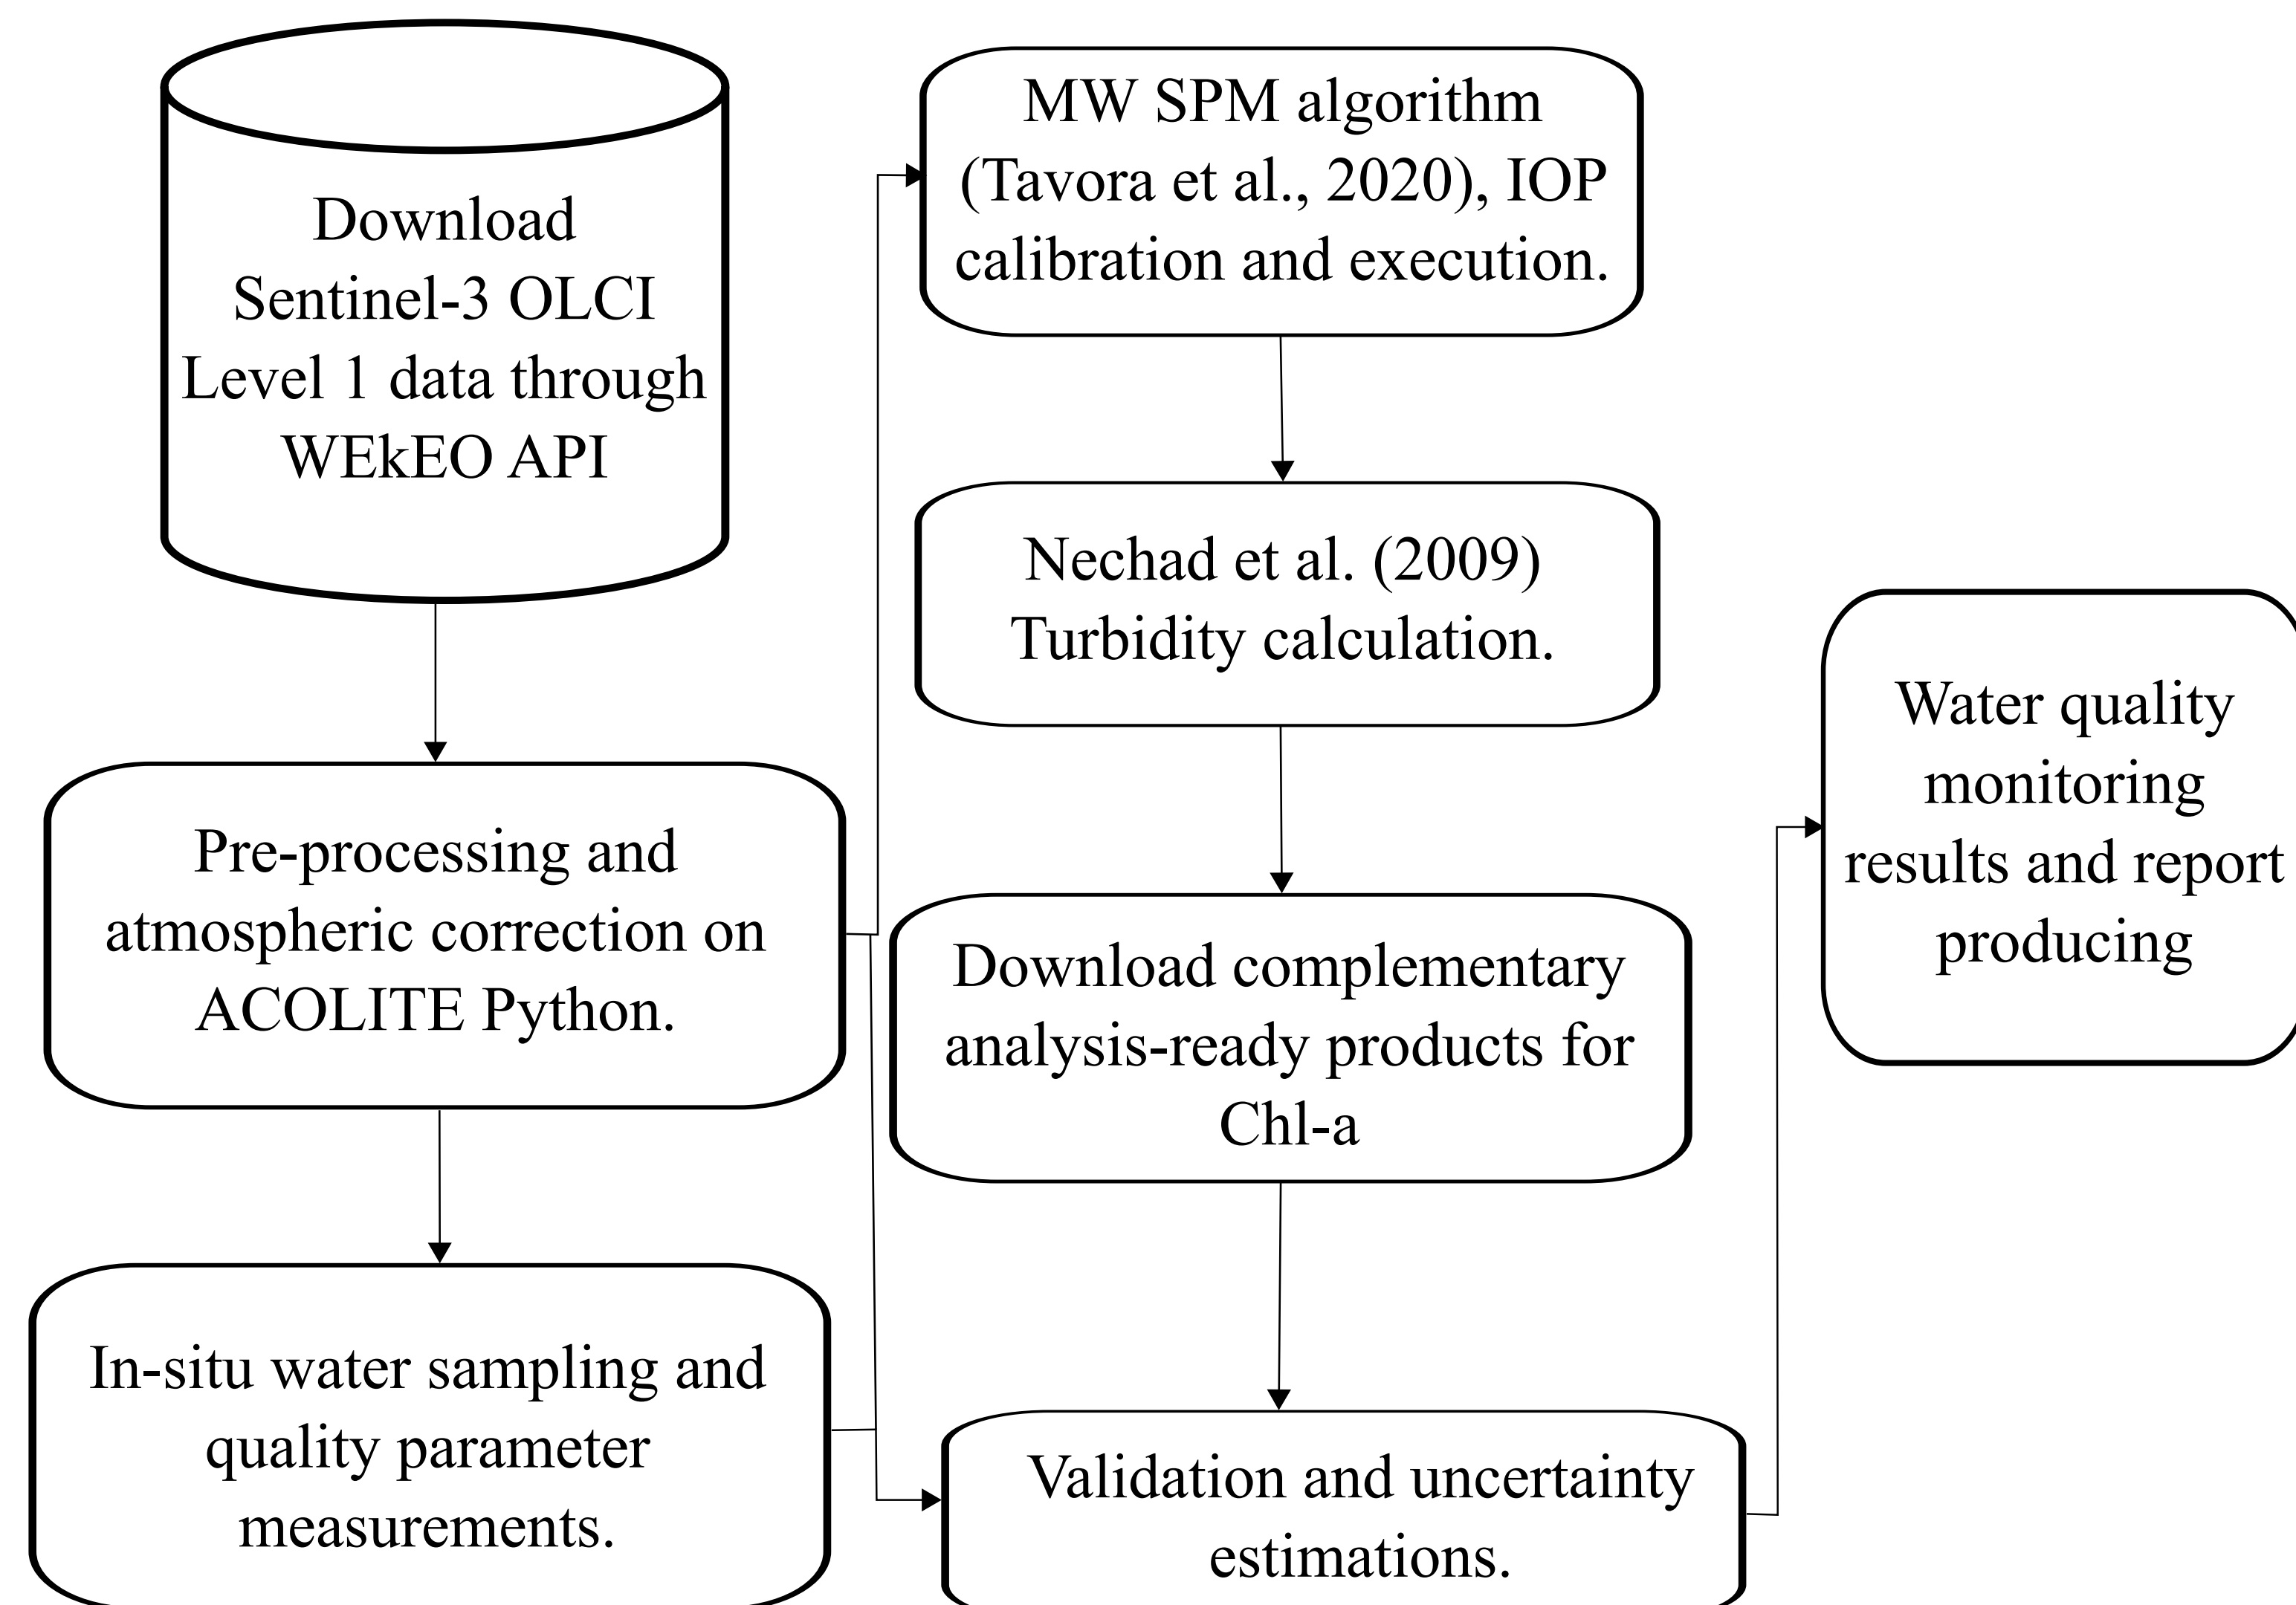 Download
Sentinel-3 OLCI
Level 1 data through
WEkEO API
Pre-processing and
atmospheric correction on
ACOLITE Python.
In-situ water sampling and
quality parameter
measurements.
MW SPM algorithm
(Tavora et al., 2020), IOP
calibration and execution.
Nechad et al. (2009)
Turbidity calculation.
Download complementary
analysis-ready products for
Chl-a
Validation and uncertainty
estimations.
Water quality
monitoring
results and report
producing